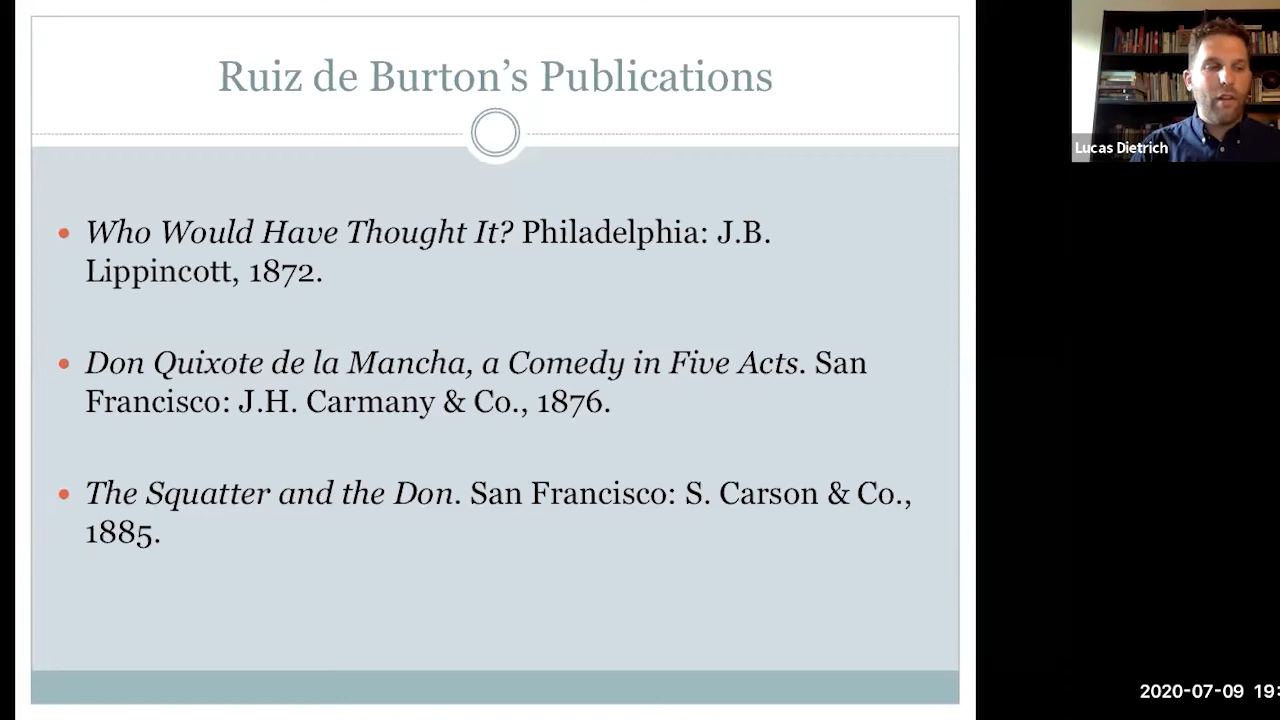 Ruiz de Burton’s Publications
Lucas Dietrich
• Who Would Have Thought It? Philadelphia: J.B.
Lippincott, 1872.
• Don Quixote de la Mancha, a Comedy in Five Acts. San
Francisco: J.H. Carmany & Co., 1876.
• The Squatter and the Don. San Francisco: S. Carson & Co.,
1885.
2020-07-09 19: